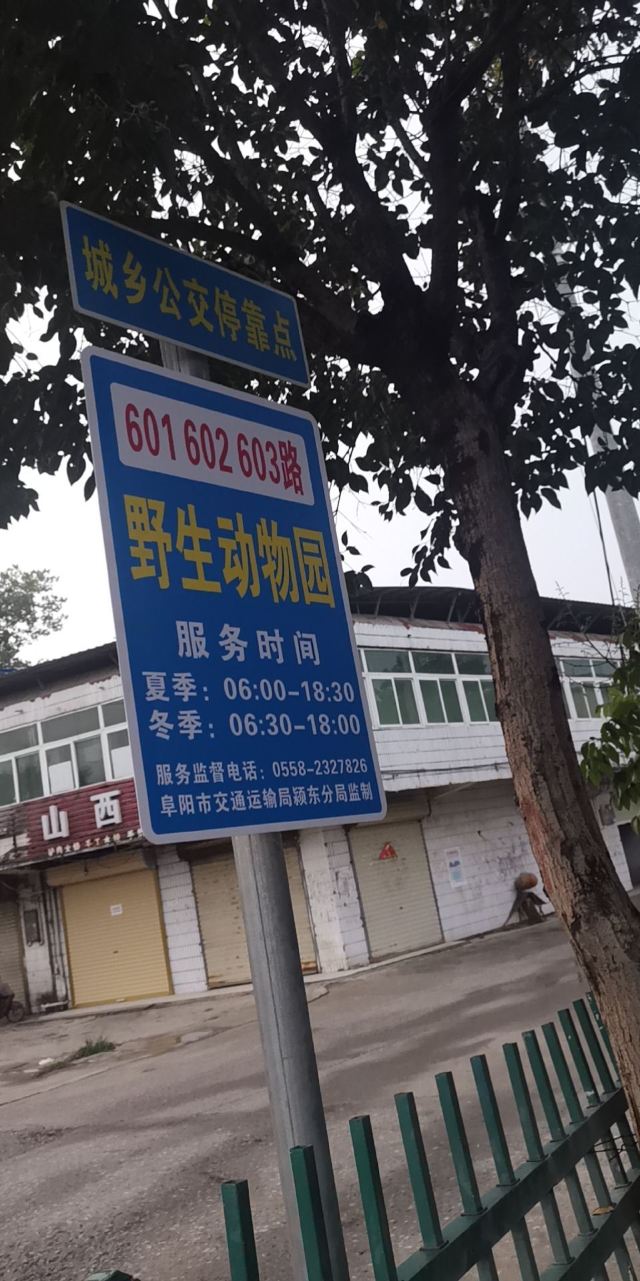 城乡公交停靠点
601 602 603路
野生动物园
服务时间
夏季：06:00-18:30
冬季：06:30-18:00
服务监督电话：0558-2327826
阜阳市交通运输局颍东分局监制
山西